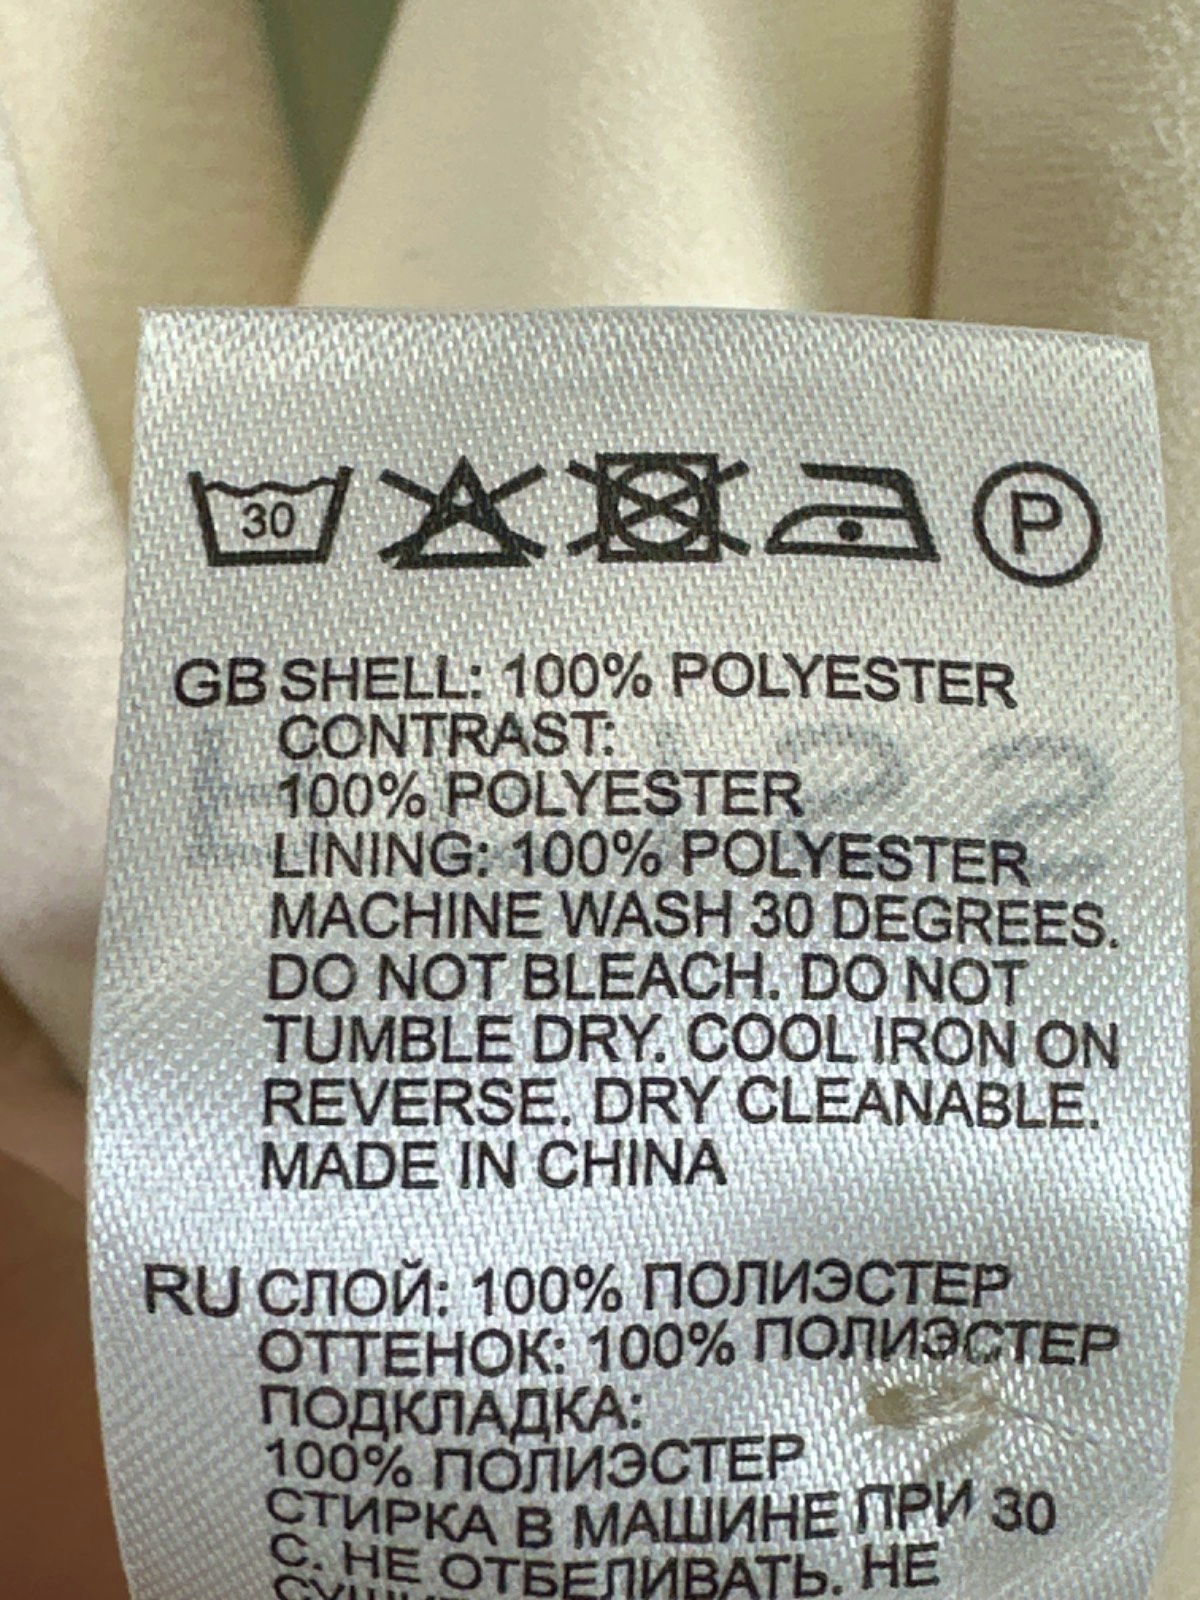 30
P
GB SHELL: 100% POLYESTER
CONTRAST:
100% POLYESTER
LINING: 100% POLYESTER
MACHINE WASH 30 DEGREES.
DO NOT BLEACH. DO NOT
TUMBLE DRY. COOL IRON ON
REVERSE. DRY CLEANABLE.
MADE IN CHINA
RU СЛОЙ: 100% ПОЛИЭСТЕР
ОТТЕНОК: 100% ПОЛИЭСТЕР
ПОДКЛАДКА:
100% ПОЛИЭСТЕР
СТИРКА В МАШИНЕ ПРИ 30
С. НЕ ОТБЕЛИВАТЬ. НЕ